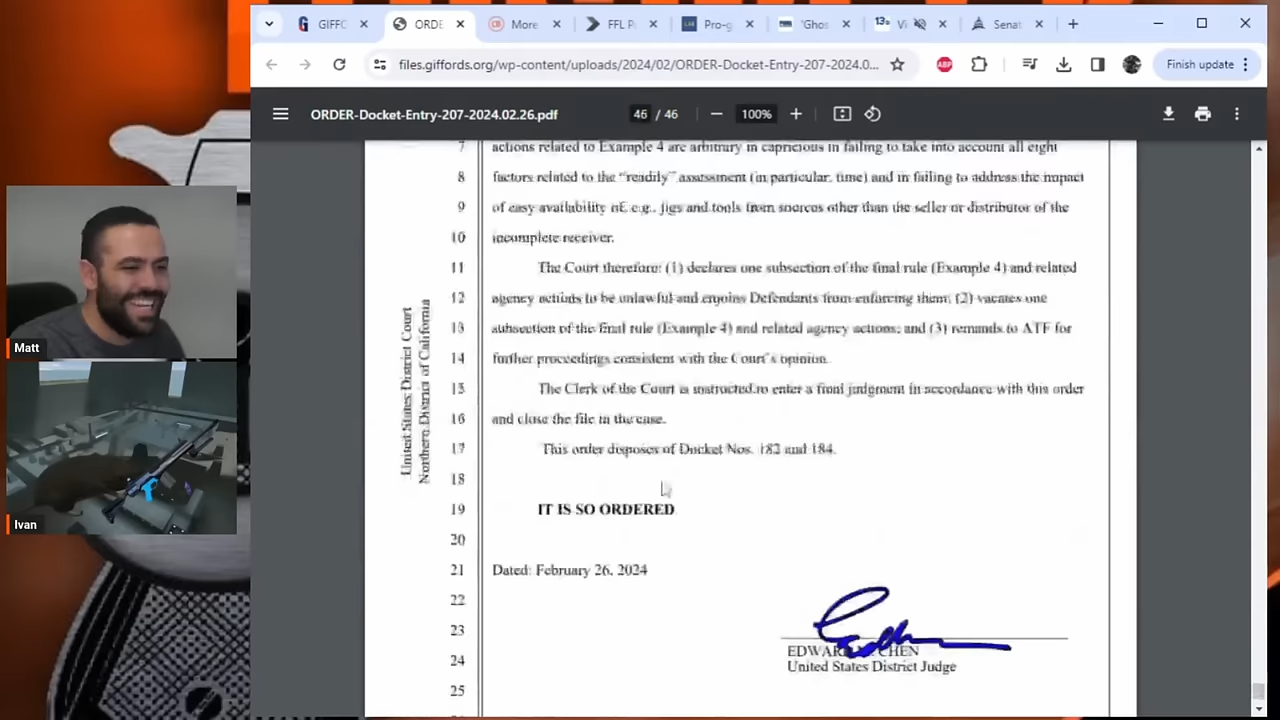 GIFFC
ORDE
More
FFL P
Pro-g
'Ghos
Vi
Senat
files.giffords.org/wp-content/uploads/2024/02/ORDER-Docket-Entry-207-2024.0...
ABP
Finish update
ORDER-Docket-Entry-207-2024.02.26.pdf
46 / 46
100%
7 actions related to Example 4 are arbitrary in capricious in failing to take into account all eight
8 factors related to the "readily" assessment (in particular, time) and in failing to address the impact
9 of easy availability of, e.g., jigs and tools from sources other than the seller or distributor of the
10 incomplete receiver.
11 The Court therefore: (1) declares one subsection of the final rule (Example 4) and related
12 agency actions to be unlawful and enjoins Defendants from enforcing them; (2) vacates one
13 subsection of the final rule (Example 4) and related agency actions; and (3) remands to ATF for
14 further proceedings consistent with the Court's opinion.
15 The Clerk of the Court is instructed to enter a final judgment in accordance with this order
16 and close the file in the case.
17 This order disposes of Docket Nos. 182 and 184.
18
19 IT IS SO ORDERED
20
21 Dated: February 26, 2024
22
23
EDWARD CHEN
24 United States District Judge
25
United States District Court
Northern District of California
Matt
Ivan